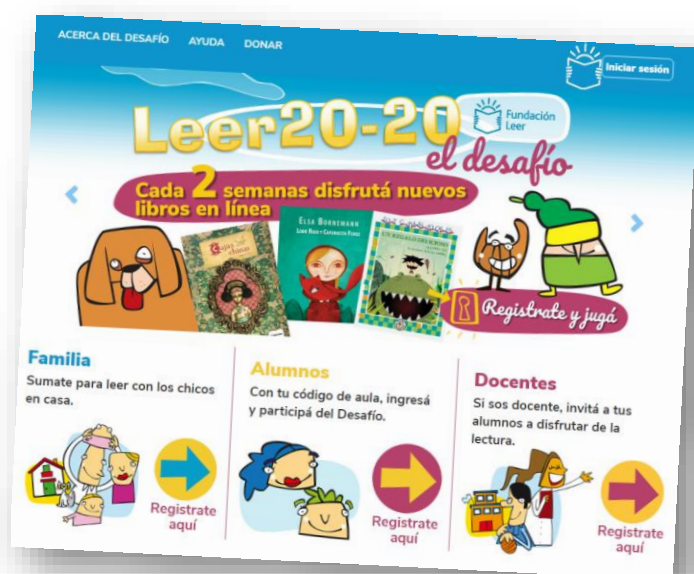 ACERCA DEL DESAFÍO AYUDA DONAR
Iniciar sesión
Leer20-20
Fundación
Leer
el desafío
Cada 2 semanas disfrutá nuevos
libros en línea
ELSA BORNEMANN
Registrate y jugá
Familia
Sumate para leer con los chicos
en casa.
Registrate
aquí
Alumnos
Con tu código de aula, ingresá
y participá del Desafío.
Registrate
aquí
Docentes
Si sos docente, invitá a tus
alumnos a disfrutar de la
lectura.
Registrate
aquí